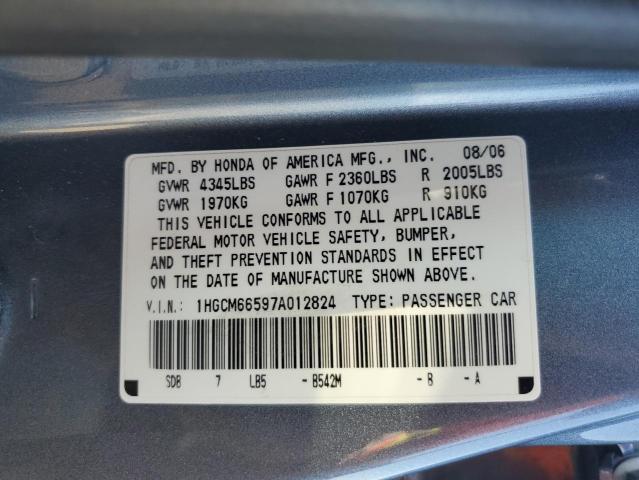 MFD. BY HONDA OF AMERICA MFG., INC. 08/06
GVWR 4345LBS GAWR F 2360LBS R 2005LBS
GVWR 1970KG GAWR F 1070KG R 910KG
THIS VEHICLE CONFORMS TO ALL APPLICABLE
FEDERAL MOTOR VEHICLE SAFETY, BUMPER,
AND THEFT PREVENTION STANDARDS IN EFFECT
ON THE DATE OF MANUFACTURE SHOWN ABOVE.
V.I.N.: 1HGCM66597A012824 TYPE: PASSENGER CAR
SDB 7 LB5 -B542M -B -A